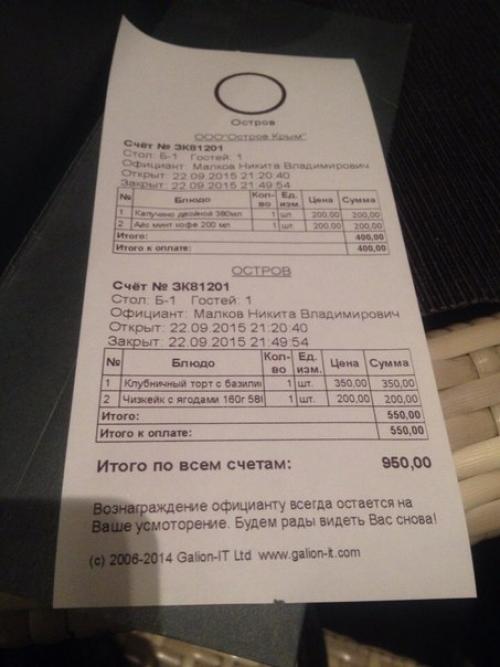 Остров
ООО"Остров Крым"
Счёт № ЗК81201
Стол: Б-1 Гостей: 1
Официант: Малков Никита Владимирович
Открыт: 22.09.2015 21:20:40
Закрыт: 22.09.2015 21:49:54
№ Блюдо Кол-во Ед. изм. Цена Сумма
1 Капучино двойной 380мл 1 шт. 200,00 200,00
2 Айс минт кофе 200 мл 1 шт. 200,00 200,00
Итого: 400,00
Итого к оплате: 400,00
ОСТРОВ
Счёт № ЗК81201
Стол: Б-1 Гостей: 1
Официант: Малков Никита Владимирович
Открыт: 22.09.2015 21:20:40
Закрыт: 22.09.2015 21:49:54
№ Блюдо Кол-во Ед. изм. Цена Сумма
1 Клубничный торт с базили 1 шт. 350,00 350,00
2 Чизкейк с ягодами 160г 1 шт. 200,00 200,00
Итого: 550,00
Итого к оплате: 550,00
Итого по всем счетам: 950,00
Вознаграждение официанту всегда остается на
Ваше усмоторение. Будем рады видеть Вас снова!
(c) 2006-2014 Galion-IT Ltd www.galion-it.com